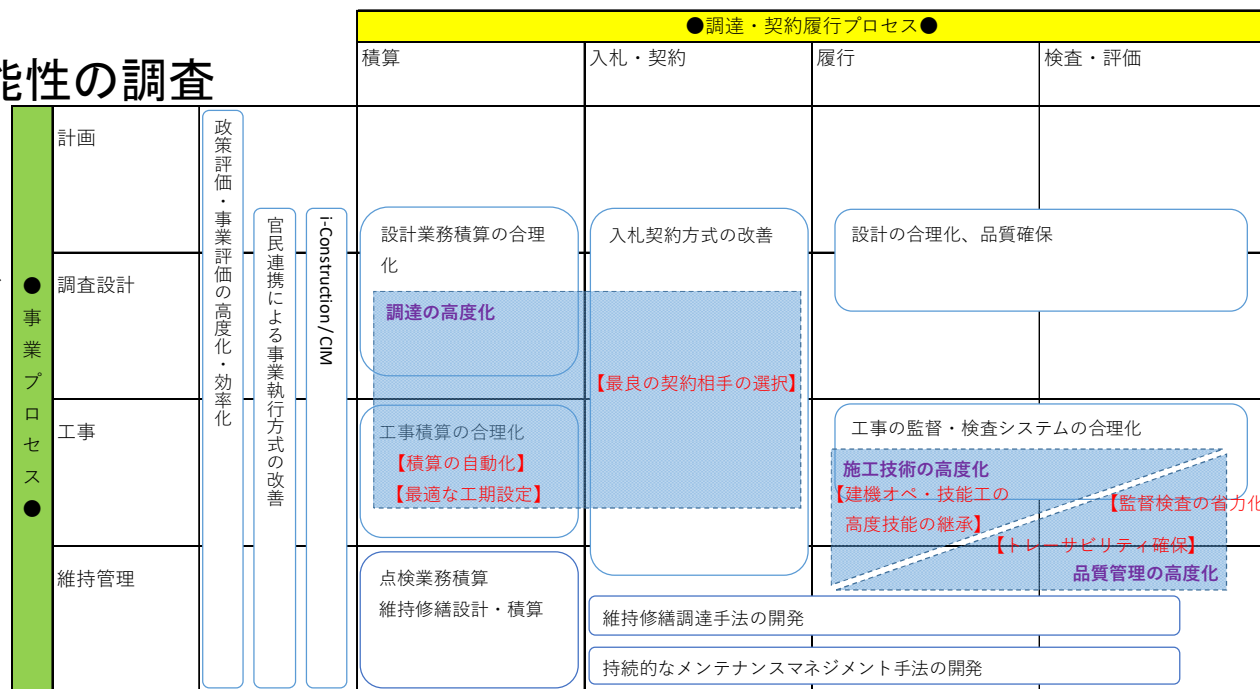 ●調達・契約履行プロセス●
積算
入札・契約
履行
検査・評価
能性の調査
●事業プロセス●
計画
調査設計
工事
維持管理
政策評価・事業評価の高度化・効率化
官民連携による事業執行方式の改善
i-Construction/CIM
設計業務積算の合理
化
入札契約方式の改善
設計の合理化、品質確保
調達の高度化
【最良の契約相手の選択】
工事積算の合理化
【積算の自動化】
【最適な工期設定】
工事の監督・検査システムの合理化
施工技術の高度化
【建機オペ・技能工の
高度技能の継承】
【監督検査の省力化
【トレーサビリティ確保】
品質管理の高度化
点検業務積算
維持修繕設計・積算
維持修繕調達手法の開発
持続的なメンテナンスマネジメント手法の開発